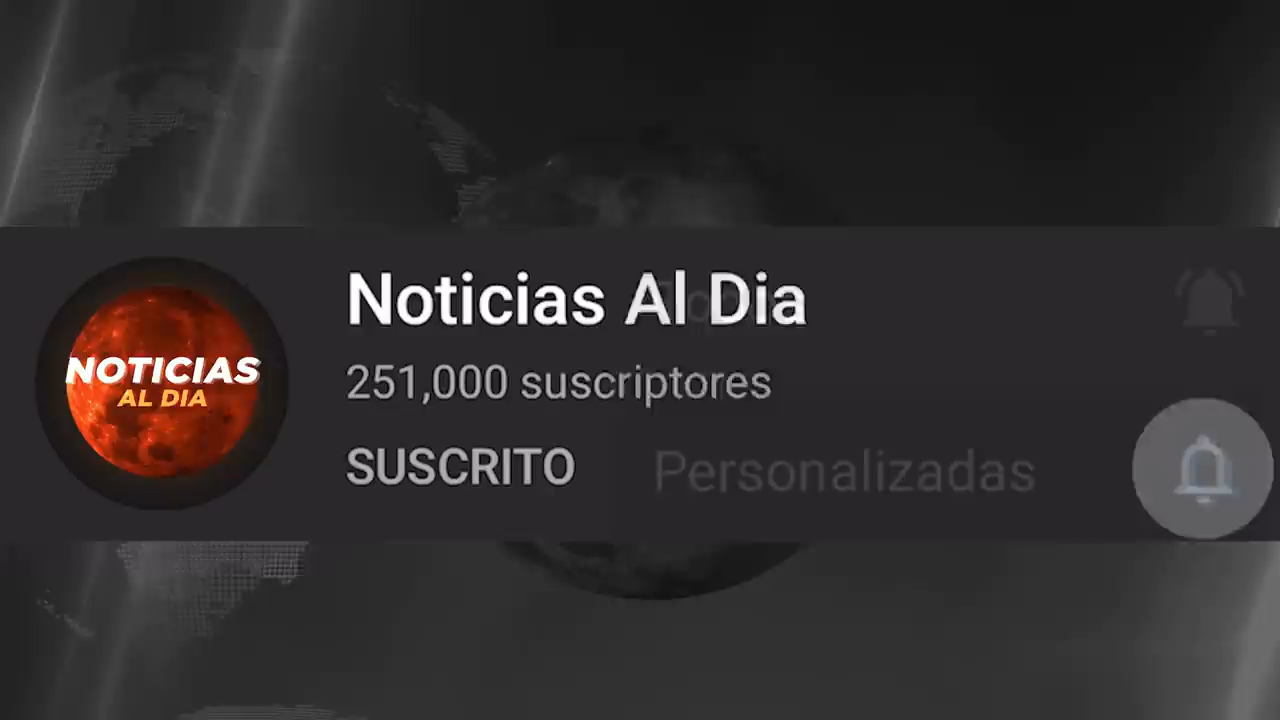 NOTICIAS
AL DIA
Noticias Al Dia
251,000 suscriptores
SUSCRITO
Personalizadas